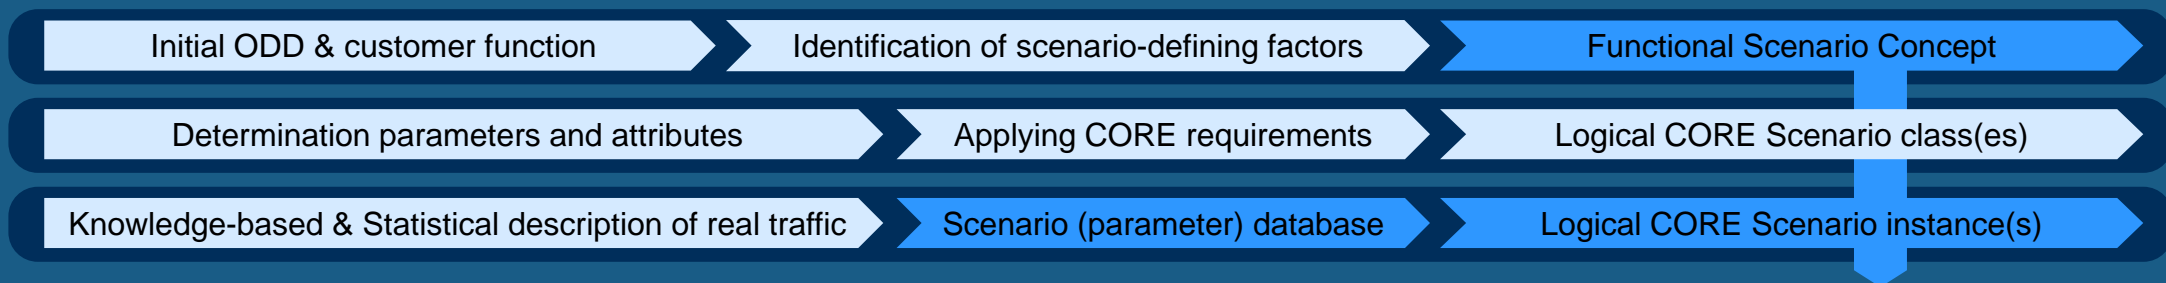 Initial ODD & customer function
Identification of scenario-defining factors
Functional Scenario Concept
Determination parameters and attributes
Applying CORE requirements
Logical CORE Scenario class(es)
Knowledge-based & Statistical description of real traffic
Scenario (parameter) database
Logical CORE Scenario instance(s)